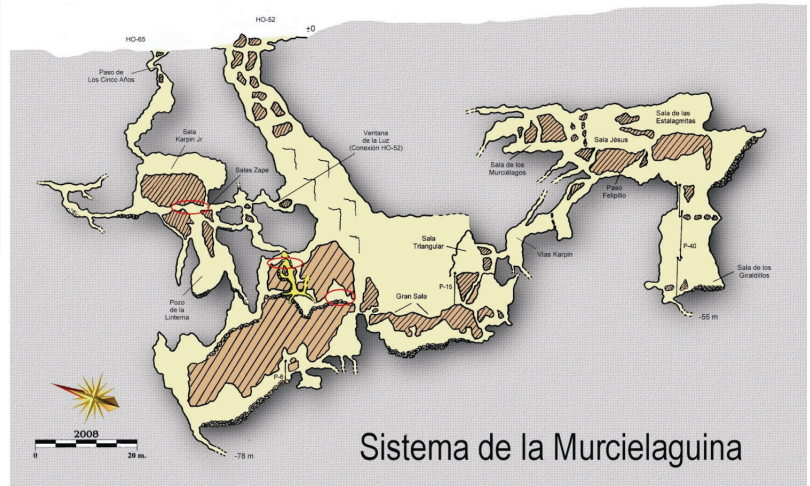 HO-52
±0
HO-65
Paso de
Los Cinco Años
Sala
Karpin Jr.
Salas Zape
Ventana
de la Luz
(Conexión HO-52)
Sala de las
Estalagmitas
Sala Jésus
Sala de los
Murciélagos
Paso
Felipillo
Sala
Triangular
Vías Karpin
P-40
Sala de los
Giraldillos
P-15
Gran Sala
Pozo
de la
Linterna
-55 m
P-6
2008
0
20 m.
-78 m
Sistema de la Murcielaguina